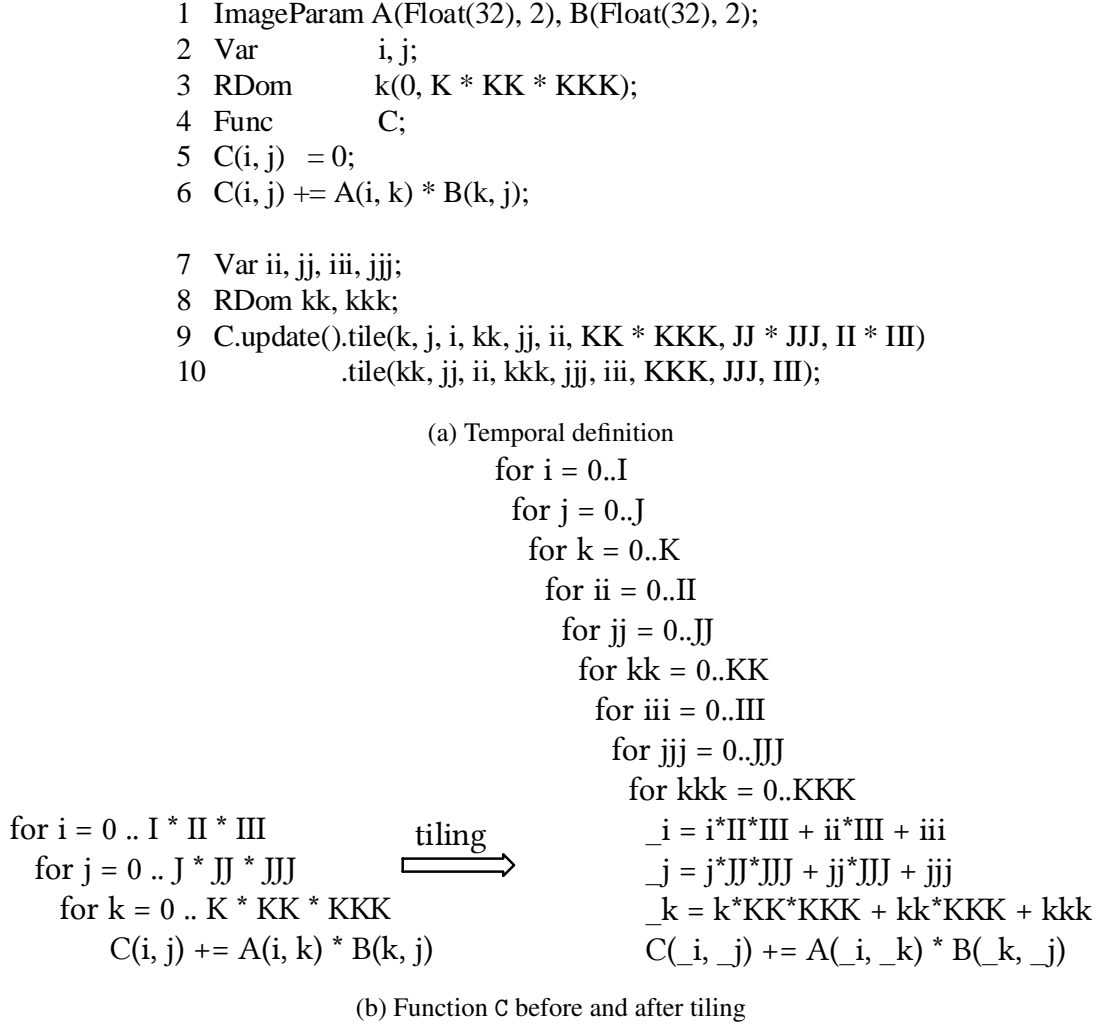 1 ImageParam A(Float(32), 2), B(Float(32), 2);
2 Var i, j;
3 RDom k(0, K * KK * KKK);
4 Func C;
5 C(i, j) = 0;
6 C(i, j) += A(i, k) * B(k, j);
7 Var ii, jj, iii, jjj;
8 RDom kk, kkk;
9 C.update().tile(k, j, i, kk, jj, ii, KK * KKK, JJ * JJJ, II * III)
10 .tile(kk, jj, ii, kkk, jjj, iii, KKK, JJJ, III);
(a) Temporal definition
for i = 0 .. I * II * III
for j = 0 .. J * JJ * JJJ
for k = 0 .. K * KK * KKK
C(i, j) += A(i, k) * B(k, j)
tiling
for i = 0..I
for j = 0..J
for k = 0..K
for ii = 0..II
for jj = 0..JJ
for kk = 0..KK
for iii = 0..III
for jjj = 0..JJJ
for kkk = 0..KKK
_i = i*II*III + ii*III + iii
_j = j*JJ*JJJ + jj*JJJ + jjj
_k = k*KK*KKK + kk*KKK + kkk
C(_i, _j) += A(_i, _k) * B(_k, _j)
(b) Function C before and after tiling